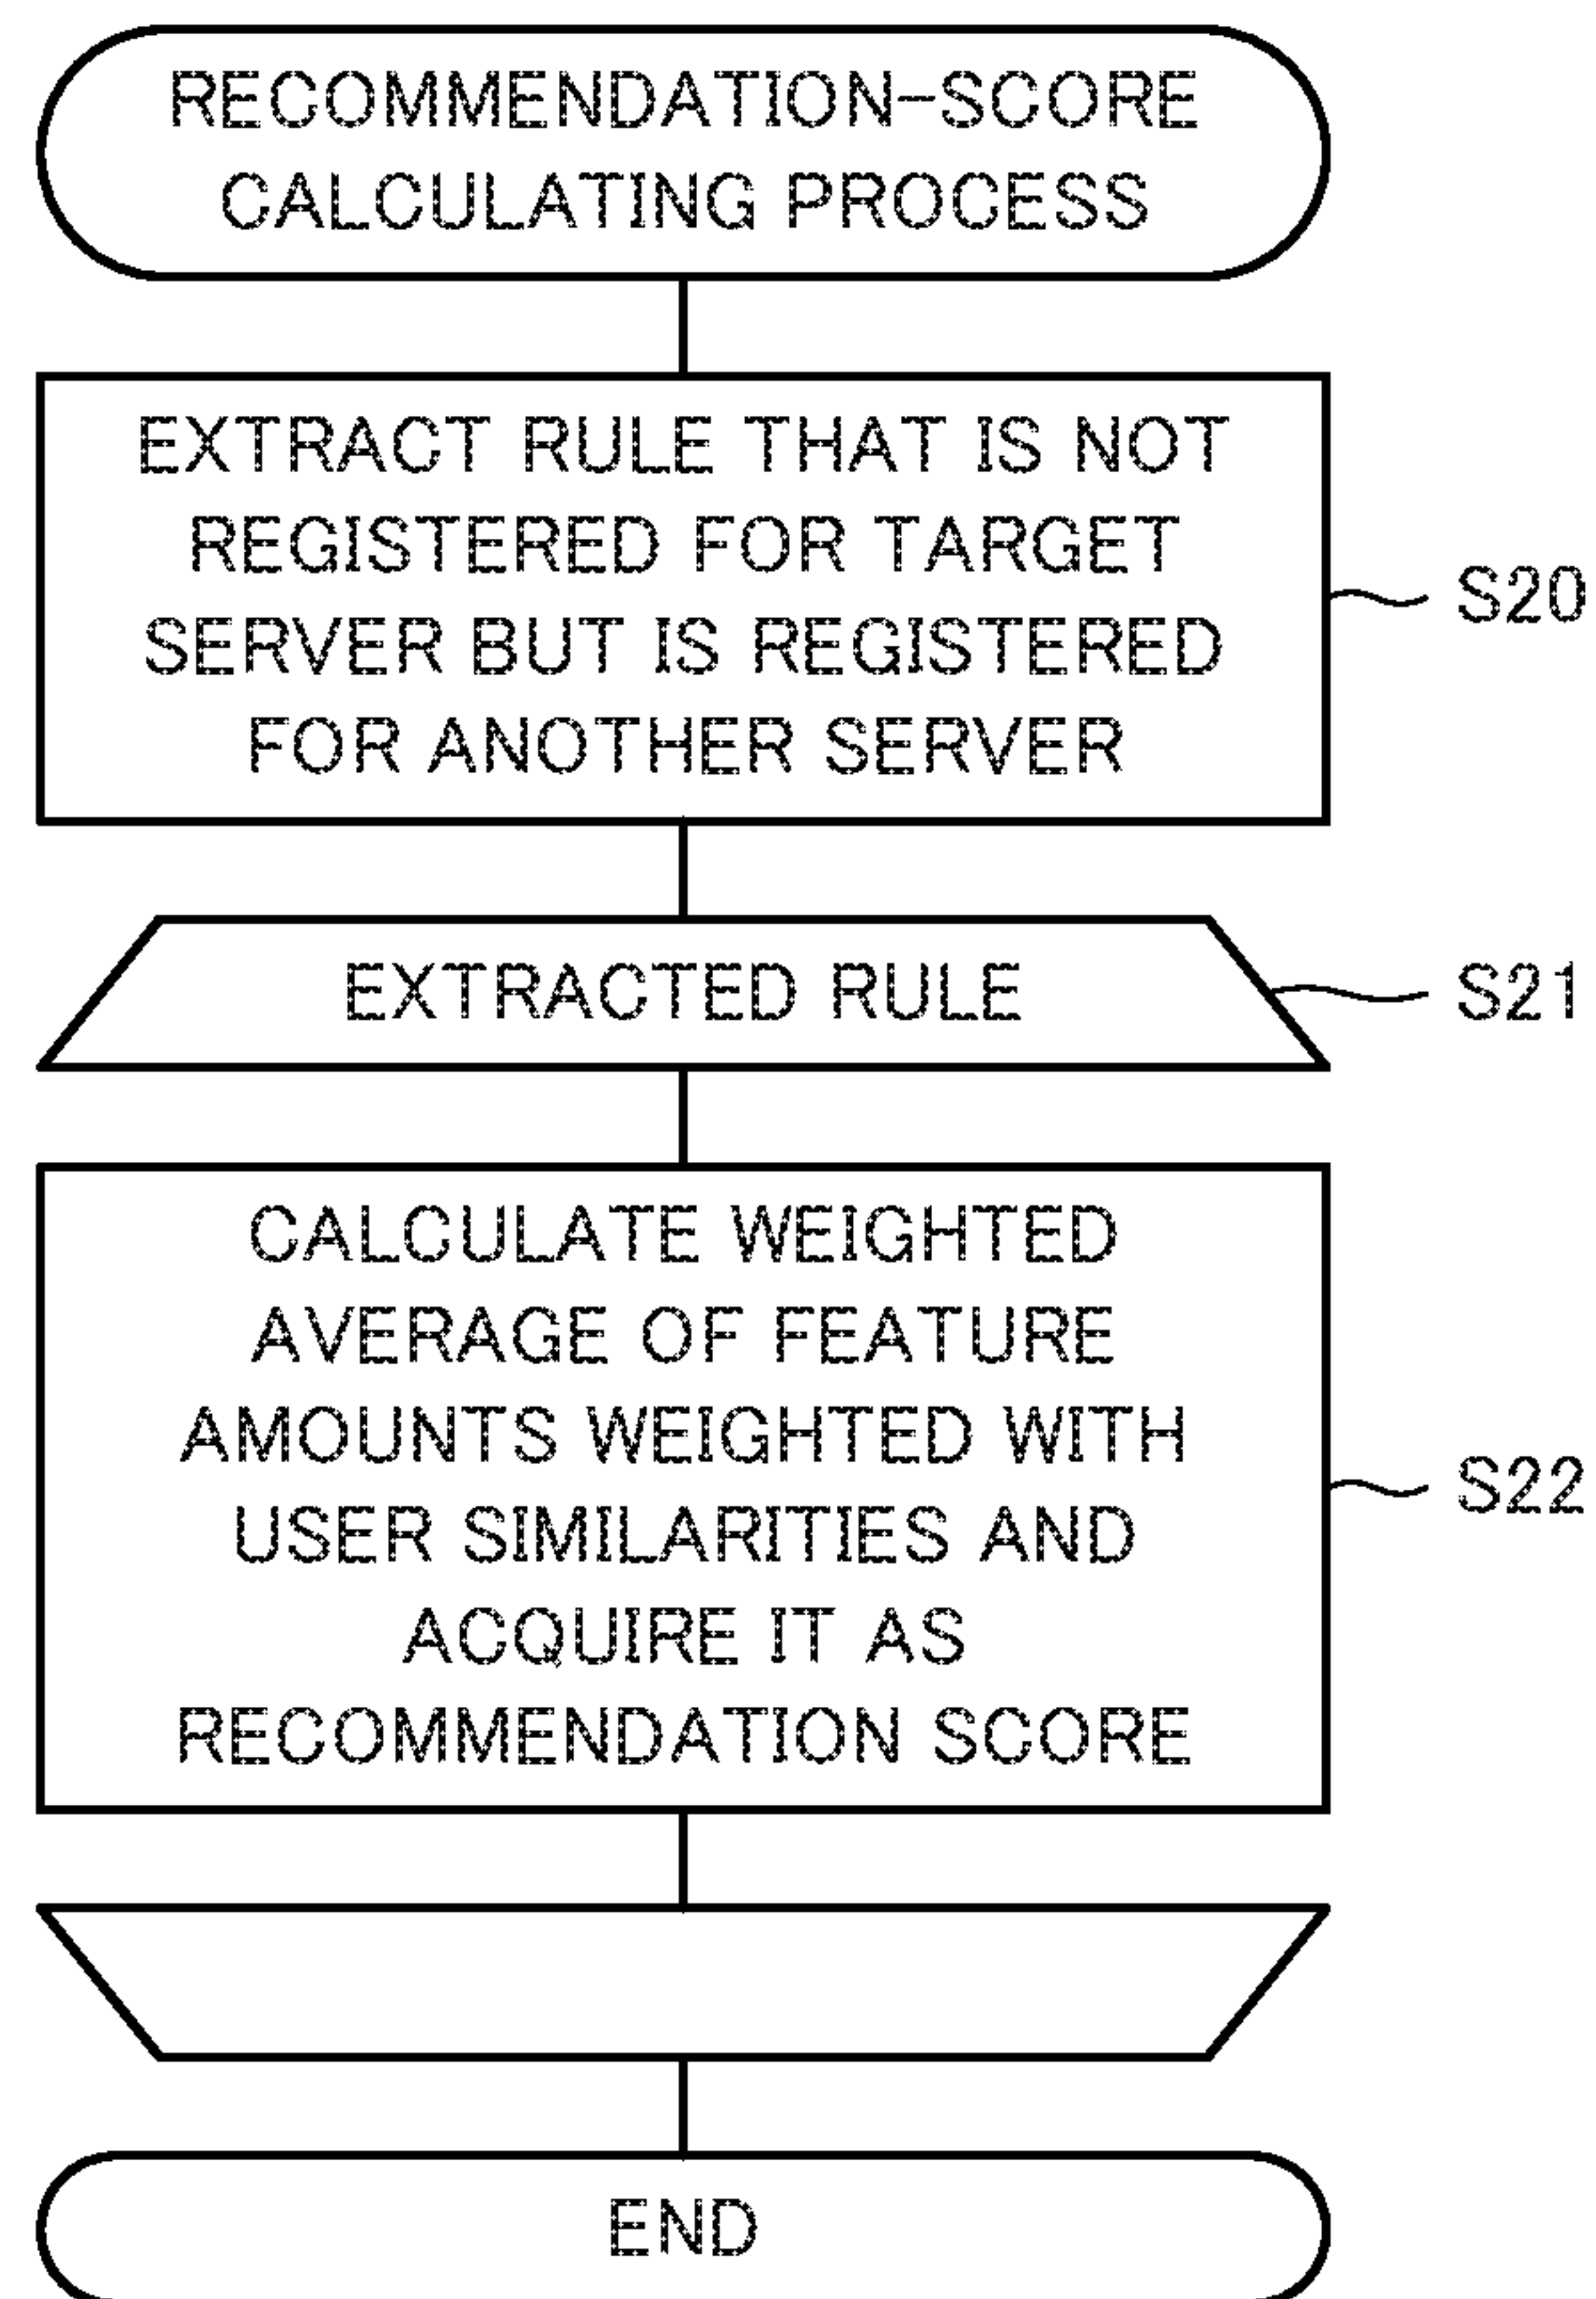 RECOMMENDATION-SCORE
CALCULATING PROCESS
EXTRACT RULE THAT IS NOT
REGISTERED FOR TARGET
SERVER BUT IS REGISTERED
FOR ANOTHER SERVER
S20
EXTRACTED RULE
S21
CALCULATE WEIGHTED
AVERAGE OF FEATURE
AMOUNTS WEIGHTED WITH
USER SIMILARITIES AND
ACQUIRE IT AS
RECOMMENDATION SCORE
S22
END